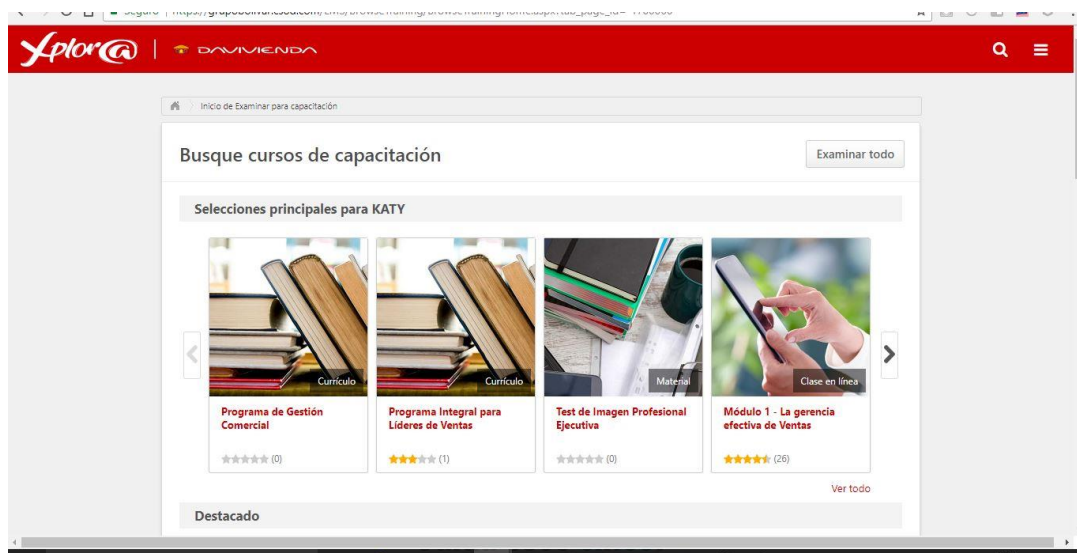 Xplor@ DAVIVIENDA
Inicio de Examinar para capacitación
Busque cursos de capacitación
Examinar todo
Selecciones principales para KATY
Currículo
Currículo
Material
Clase en línea
Programa de Gestión
Comercial
Programa Integral para
Líderes de Ventas
Test de Imagen Profesional
Ejecutiva
Módulo 1 - La gerencia
efectiva de Ventas
(0)
(1)
(0)
(26)
Ver todo
Destacado